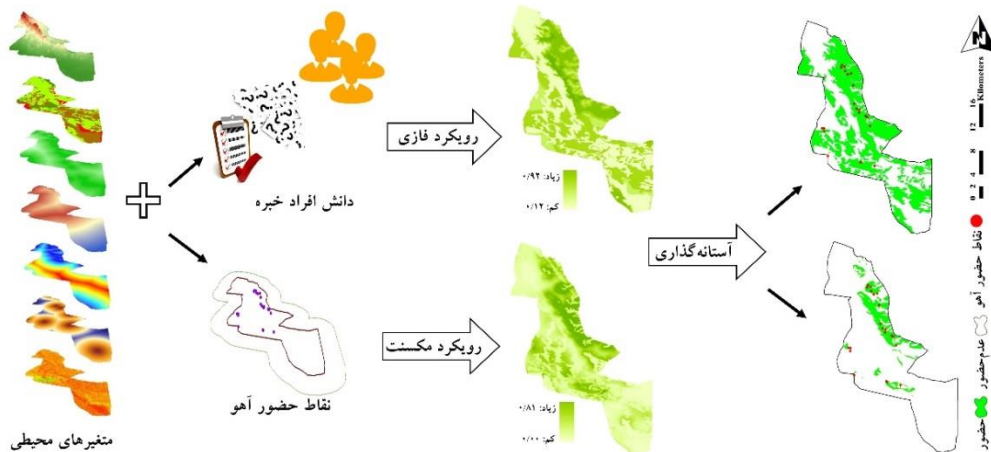 دانش افراد خبره
رویکرد فازی
زیاد: ۰/۹۲
کم: ۰/۱۲
نقاط حضور آهو
رویکرد مکسنت
زیاد: ۰/۸۱
کم: ۰/۰۰
متغیرهای محیطی
آستانه‌گذاری
N
0 2 4 8 12 16
Kilometers
نقاط حضور آهو
عدم‌حضور
حضور